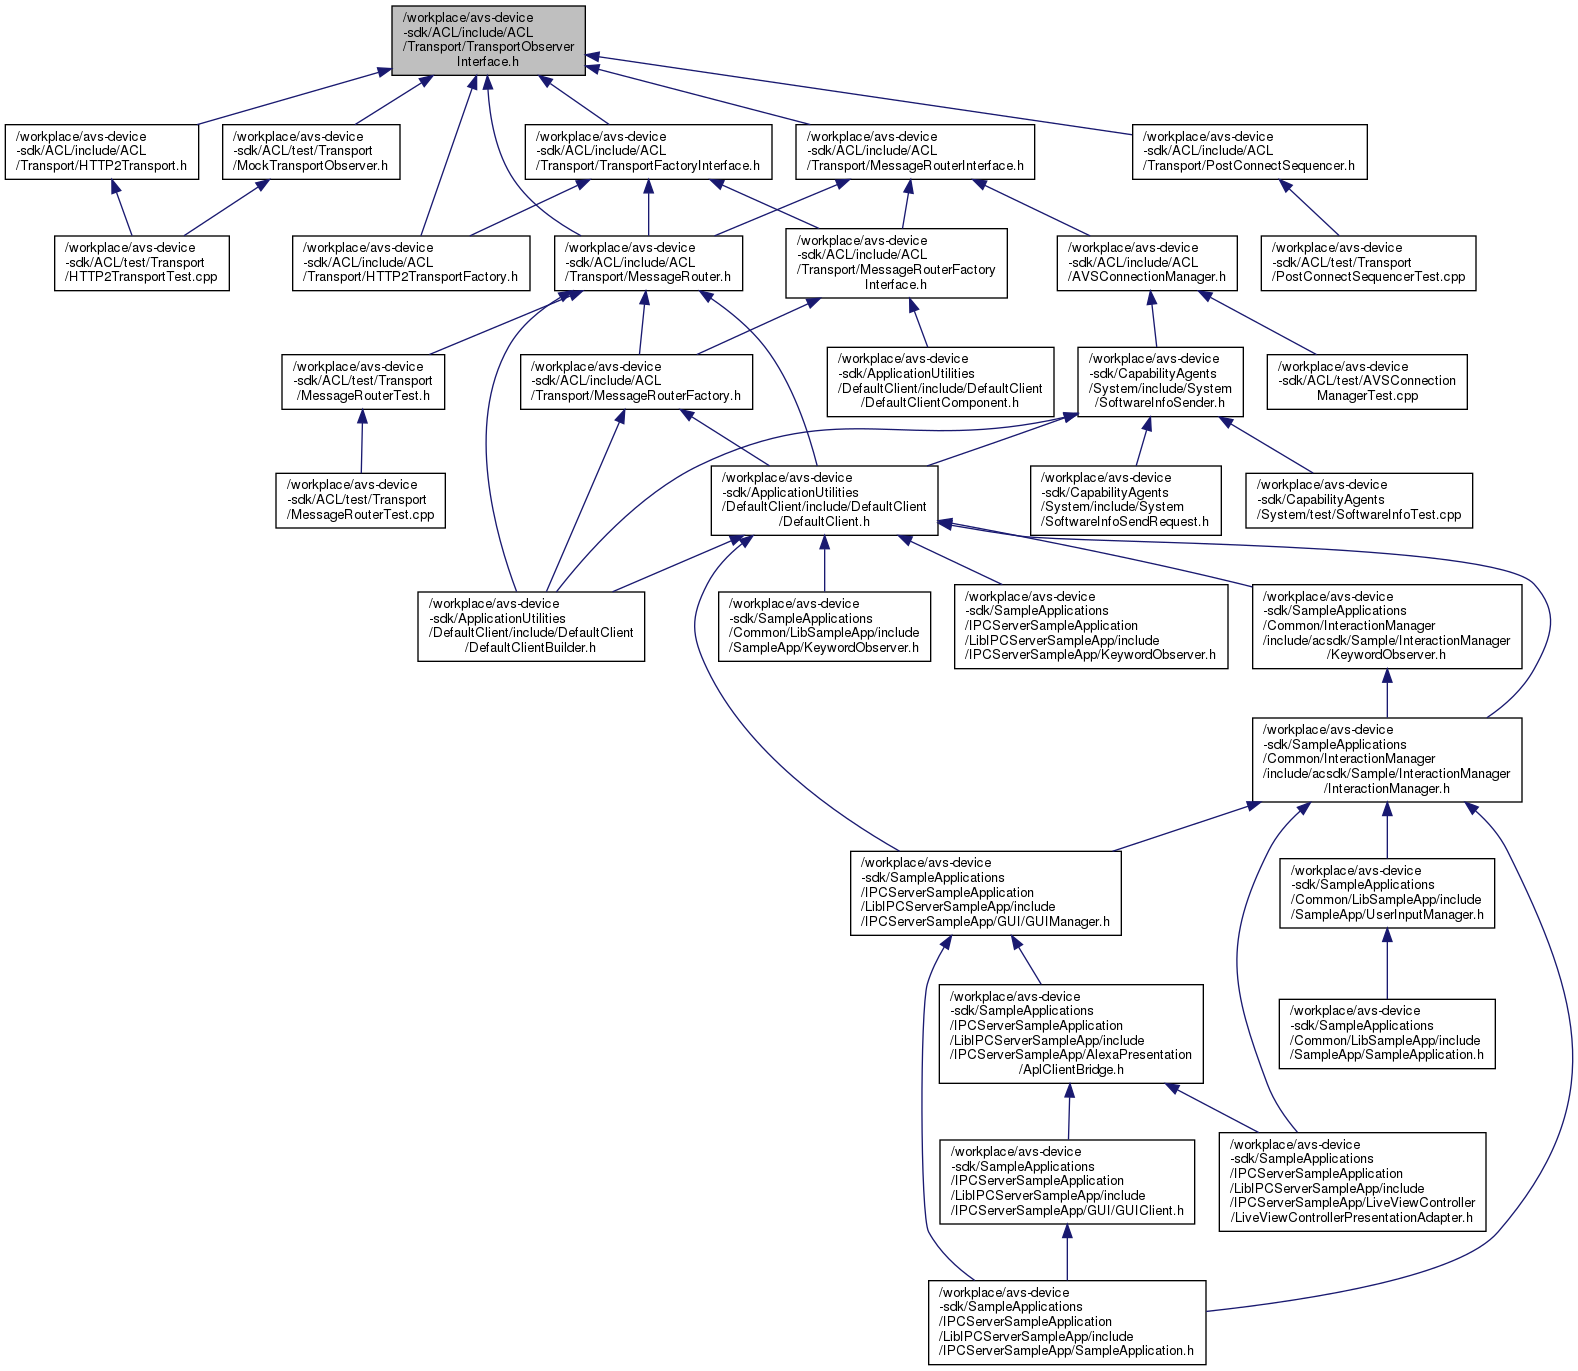 /workplace/avs-device
-sdk/ACL/include/ACL
/Transport/TransportObserver
Interface.h
/workplace/avs-device
-sdk/ACL/include/ACL
/Transport/HTTP2Transport.h
/workplace/avs-device
-sdk/ACL/test/Transport
/MockTransportObserver.h
/workplace/avs-device
-sdk/ACL/include/ACL
/Transport/TransportFactoryInterface.h
/workplace/avs-device
-sdk/ACL/include/ACL
/Transport/MessageRouterInterface.h
/workplace/avs-device
-sdk/ACL/include/ACL
/Transport/PostConnectSequencer.h
/workplace/avs-device
-sdk/ACL/test/Transport
/HTTP2TransportTest.cpp
/workplace/avs-device
-sdk/ACL/include/ACL
/Transport/HTTP2TransportFactory.h
/workplace/avs-device
-sdk/ACL/include/ACL
/Transport/MessageRouter.h
/workplace/avs-device
-sdk/ACL/include/ACL
/Transport/MessageRouterFactory
Interface.h
/workplace/avs-device
-sdk/ACL/include/ACL
/AVSConnectionManager.h
/workplace/avs-device
-sdk/ACL/test/Transport
/PostConnectSequencerTest.cpp
/workplace/avs-device
-sdk/ACL/test/Transport
/MessageRouterTest.h
/workplace/avs-device
-sdk/ACL/include/ACL
/Transport/MessageRouterFactory.h
/workplace/avs-device
-sdk/ApplicationUtilities
/DefaultClient/include/DefaultClient
/DefaultClientComponent.h
/workplace/avs-device
-sdk/CapabilityAgents
/System/include/System
/SoftwareInfoSender.h
/workplace/avs-device
-sdk/ACL/test/AVSConnection
ManagerTest.cpp
/workplace/avs-device
-sdk/ACL/test/Transport
/MessageRouterTest.cpp
/workplace/avs-device
-sdk/ApplicationUtilities
/DefaultClient/include/DefaultClient
/DefaultClient.h
/workplace/avs-device
-sdk/CapabilityAgents
/System/include/System
/SoftwareInfoSendRequest.h
/workplace/avs-device
-sdk/CapabilityAgents
/System/test/SoftwareInfoTest.cpp
/workplace/avs-device
-sdk/ApplicationUtilities
/DefaultClient/include/DefaultClient
/DefaultClientBuilder.h
/workplace/avs-device
-sdk/SampleApplications
/Common/LibSampleApp/include
/SampleApp/KeywordObserver.h
/workplace/avs-device
-sdk/SampleApplications
/IPCServerSampleApplication
/LibIPCServerSampleApp/include
/IPCServerSampleApp/KeywordObserver.h
/workplace/avs-device
-sdk/SampleApplications
/Common/InteractionManager
/include/acsdk/Sample/InteractionManager
/KeywordObserver.h
/workplace/avs-device
-sdk/SampleApplications
/Common/InteractionManager
/include/acsdk/Sample/InteractionManager
/InteractionManager.h
/workplace/avs-device
-sdk/SampleApplications
/IPCServerSampleApplication
/LibIPCServerSampleApp/include
/IPCServerSampleApp/GUI/GUIManager.h
/workplace/avs-device
-sdk/SampleApplications
/Common/LibSampleApp/include
/SampleApp/UserInputManager.h
/workplace/avs-device
-sdk/SampleApplications
/IPCServerSampleApplication
/LibIPCServerSampleApp/include
/IPCServerSampleApp/AlexaPresentation
/AplClientBridge.h
/workplace/avs-device
-sdk/SampleApplications
/Common/LibSampleApp/include
/SampleApp/SampleApplication.h
/workplace/avs-device
-sdk/SampleApplications
/IPCServerSampleApplication
/LibIPCServerSampleApp/include
/IPCServerSampleApp/GUI/GUIClient.h
/workplace/avs-device
-sdk/SampleApplications
/IPCServerSampleApplication
/LibIPCServerSampleApp/include
/IPCServerSampleApp/LiveViewController
/LiveViewControllerPresentationAdapter.h
/workplace/avs-device
-sdk/SampleApplications
/IPCServerSampleApplication
/LibIPCServerSampleApp/include
/IPCServerSampleApp/SampleApplication.h